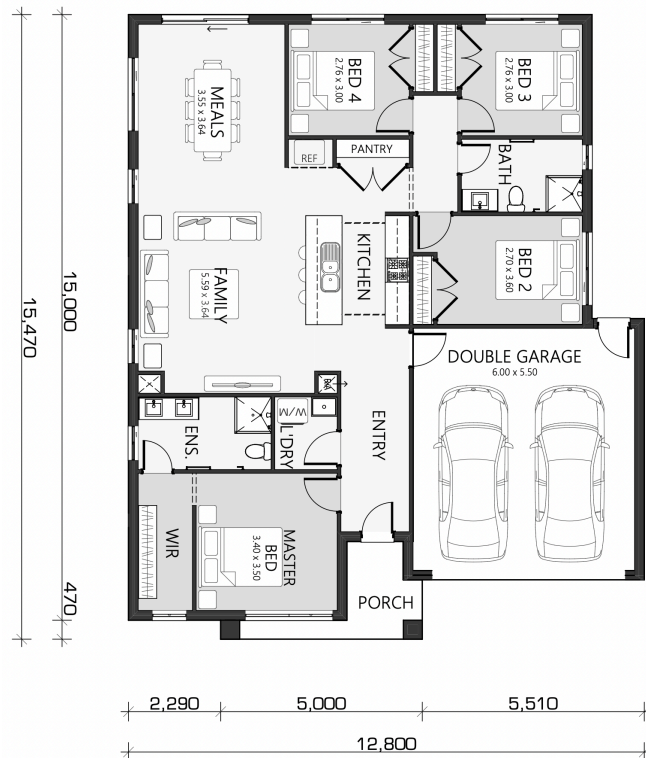 BED 4
2.76 x 3.00
BED 3
2.76 x 3.00
MEALS
3.55 x 3.64
REF
PANTRY
BATH
KITCHEN
BED 2
2.70 x 3.60
FAMILY
5.59 x 3.64
15,000
15,470
DOUBLE GARAGE
6.00 x 5.50
ENS.
W/M
L'DRY
ENTRY
WIR
MASTER
BED
3.40 x 3.50
470
PORCH
2,290
5,000
5,510
12,800